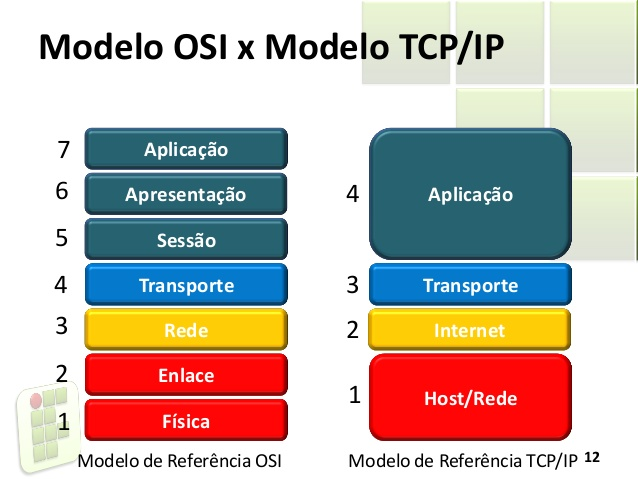 Modelo OSI x Modelo TCP/IP
7 Aplicação
6 Apresentação
5 Sessão
4 Transporte
3 Rede
2 Enlace
1 Física
Modelo de Referência OSI
4 Aplicação
3 Transporte
2 Internet
1 Host/Rede
Modelo de Referência TCP/IP
12